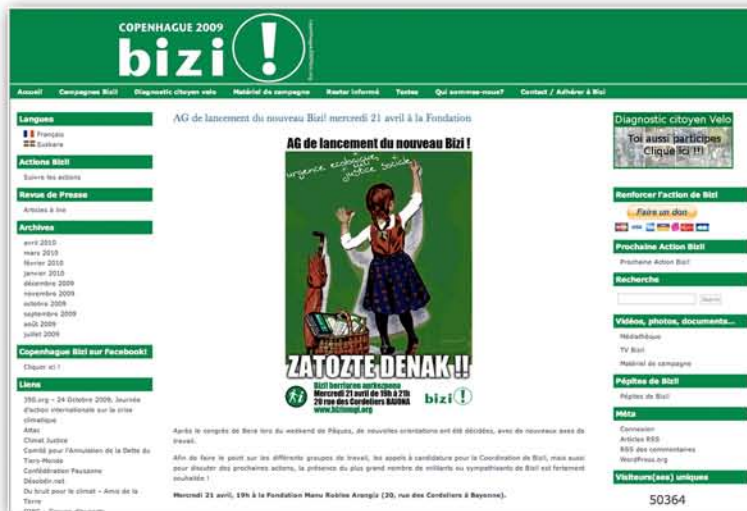 COPENHAGUE 2009
bizi !
Accueil Campagnes Bizi! Diagnostic citoyen velo Matériel de campagne Rester informé Textes Qui sommes-nous? Contact / Adhérer à Bizi
Langues
Français
Euskara
Actions Bizi!
Suivre les actions
Revue de Presse
Articles à lire
Archives
avril 2010
mars 2010
février 2010
janvier 2010
décembre 2009
novembre 2009
octobre 2009
septembre 2009
août 2009
juillet 2009
Copenhague Bizi sur Facebook!
Cliquer ici !
Liens
350.org – 24 Octobre 2009, Journée
d'action internationale sur la crise
climatique
Attac
Climat Justice
Comité pour l'Annulation de la Dette du
Tiers-Monde
Confédération Paysanne
Désobéir.net
Du bruit pour le climat – Amis de la
Terre
AG de lancement du nouveau Bizi! mercredi 21 avril à la Fondation
AG de lancement du nouveau Bizi !
urgence écologique,
justice sociale
ZATOZTE DENAK !!
Bizi! berriaren aurkezpena
Mercredi 21 avril de 19h à 21h
20 rue des Cordeliers BAIONA
www.bizimugi.org
bizi !
Après le congrès de Bera lors du weekend de Pâques, de nouvelles orientations ont été décidées, avec de nouveaux axes de
travail.
Afin de faire le point sur les différents groupes de travail, les appels à candidature pour la Coordination de Bizi!, mais aussi
pour discuter des prochaines actions, la présence du plus grand nombre de militants ou sympathisants de Bizi! est fortement
souhaitée !
Mercredi 21 avril, 19h à la Fondation Manu Robles Arangiz (20, rue des Cordeliers à Bayonne).
Diagnostic citoyen Velo
Toi aussi participes
Clique ici !!!
Renforcer l'action de Bizi
Faire un don
Prochaine Action Bizi!
Prochaine Action Bizi!
Recherche
Search
Vidéos, photos, documents...
Médiathèque
TV Bizi!
Matériel de campagne
Pépites de Bizi!
Pépites de Bizi!
Méta
Connexion
Articles RSS
RSS des commentaires
WordPress.org
Visiteurs(ses) uniques
50364